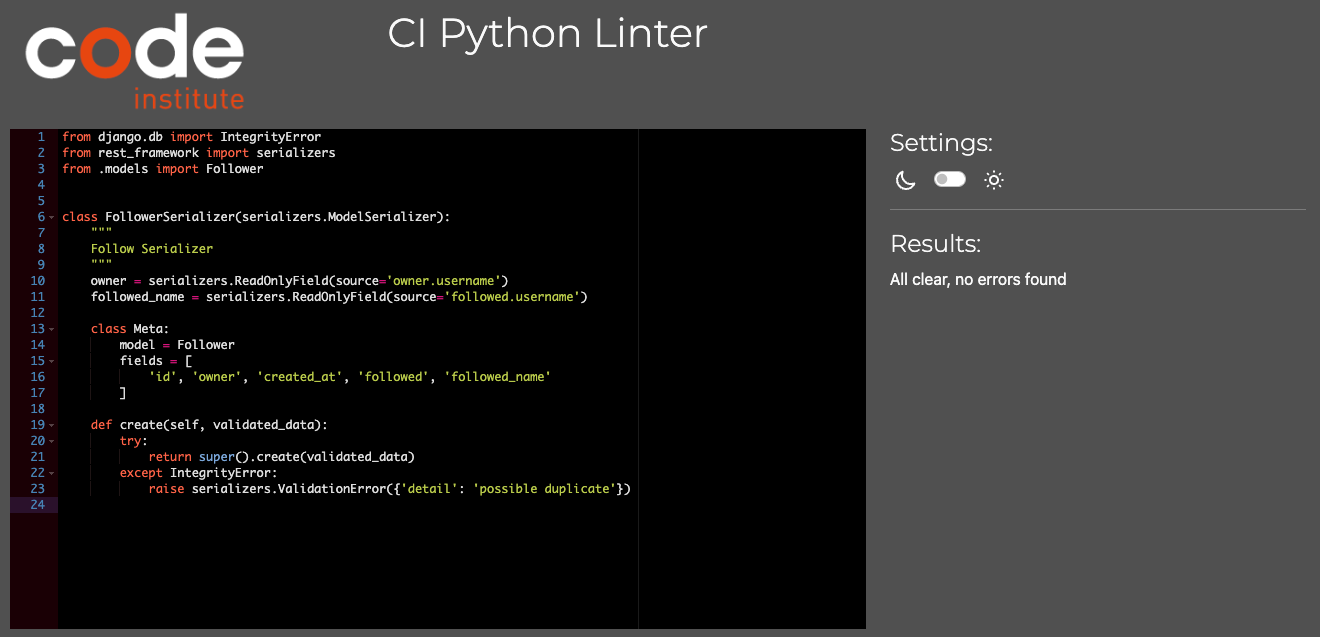 code
institute
CI Python Linter
1 from django.db import IntegrityError
2 from rest_framework import serializers
3 from .models import Follower
4
5
6 class FollowerSerializer(serializers.ModelSerializer):
7     """
8     Follow Serializer
9     """
10     owner = serializers.ReadOnlyField(source='owner.username')
11     followed_name = serializers.ReadOnlyField(source='followed.username')
12
13     class Meta:
14         model = Follower
15         fields = [
16             'id', 'owner', 'created_at', 'followed', 'followed_name'
17         ]
18
19     def create(self, validated_data):
20         try:
21             return super().create(validated_data)
22         except IntegrityError:
23             raise serializers.ValidationError({'detail': 'possible duplicate'})
24
Settings:
Results:
All clear, no errors found